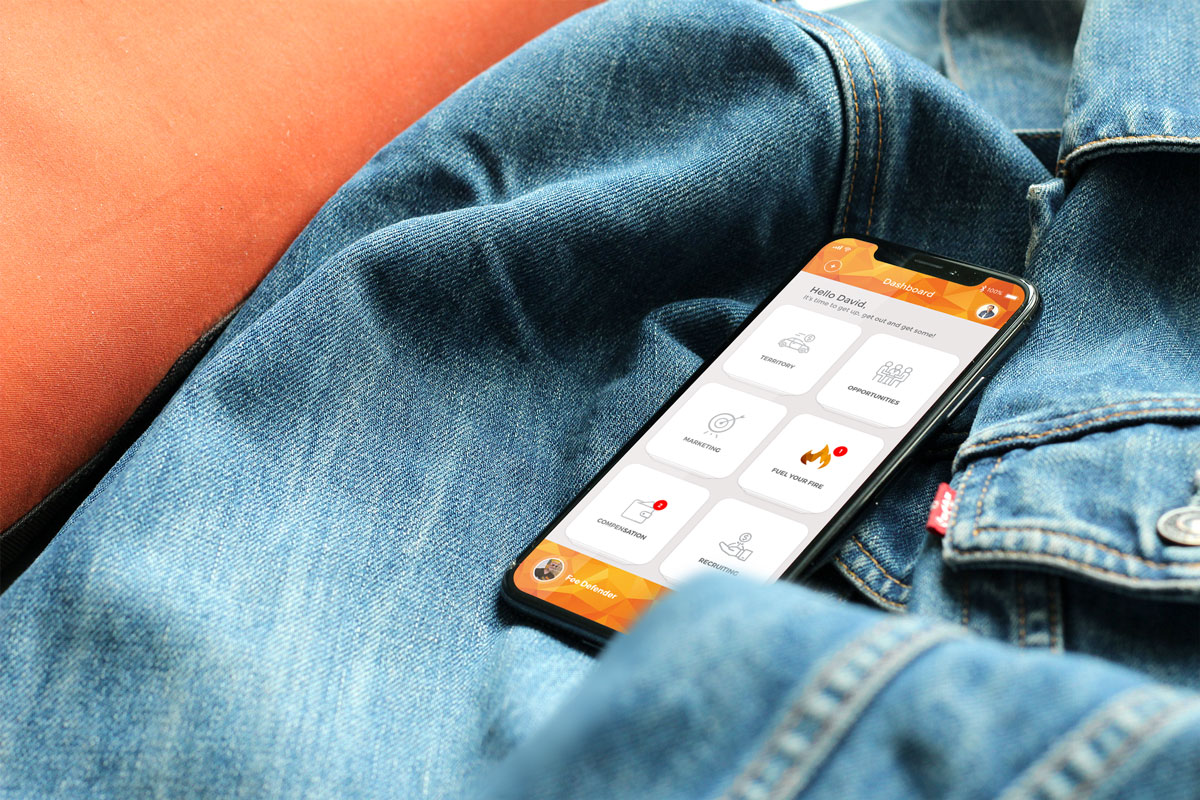 Dashboard
100%
Hello David,
It's time to get up, get out and get some!
TERRITORY
OPPORTUNITIES
MARKETING
1
FUEL YOUR FIRE
2
COMPENSATION
RECRUITING
Fee Defender